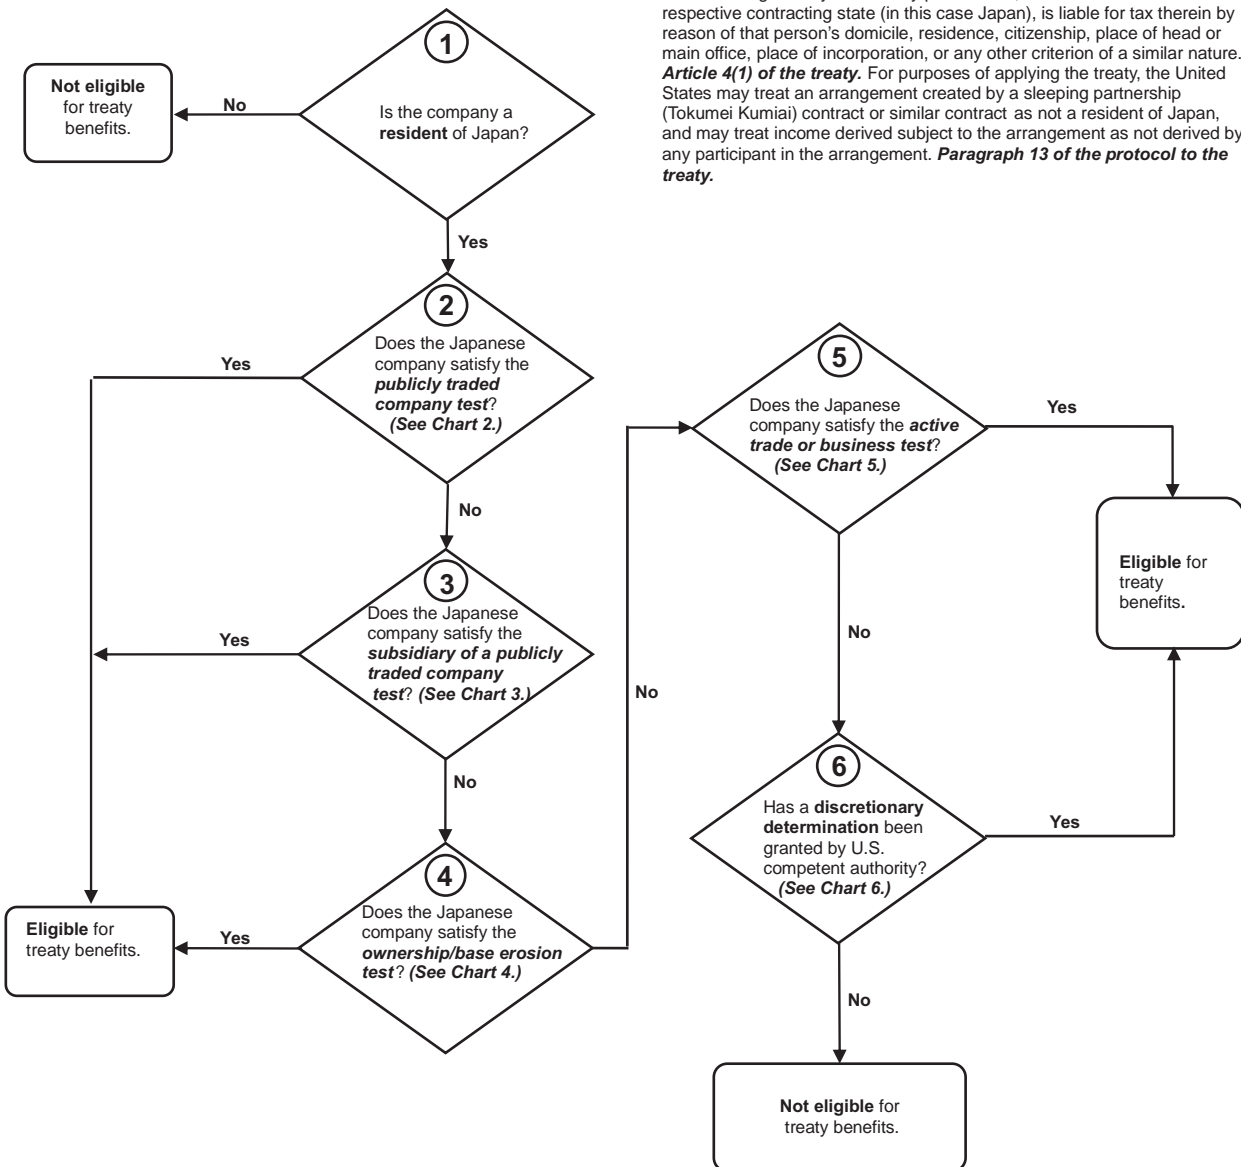 respective contracting state (in this case Japan), is liable for tax therein by
reason of that person's domicile, residence, citizenship, place of head or
main office, place of incorporation, or any other criterion of a similar nature.
Article 4(1) of the treaty. For purposes of applying the treaty, the United
States may treat an arrangement created by a sleeping partnership
(Tokumei Kumiai) contract or similar contract as not a resident of Japan,
and may treat income derived subject to the arrangement as not derived by
any participant in the arrangement. Paragraph 13 of the protocol to the
treaty.
1
Is the company a
resident of Japan?
No
Not eligible
for treaty
benefits.
Yes
2
Does the Japanese
company satisfy the
publicly traded
company test?
(See Chart 2.)
Yes
No
3
Does the Japanese
company satisfy the
subsidiary of a publicly
traded company
test? (See Chart 3.)
Yes
No
4
Does the Japanese
company satisfy the
ownership/base erosion
test? (See Chart 4.)
Yes
Eligible for
treaty benefits.
No
5
Does the Japanese
company satisfy the active
trade or business test?
(See Chart 5.)
Yes
Eligible for
treaty
benefits.
No
6
Has a discretionary
determination been
granted by U.S.
competent authority?
(See Chart 6.)
Yes
No
Not eligible for
treaty benefits.